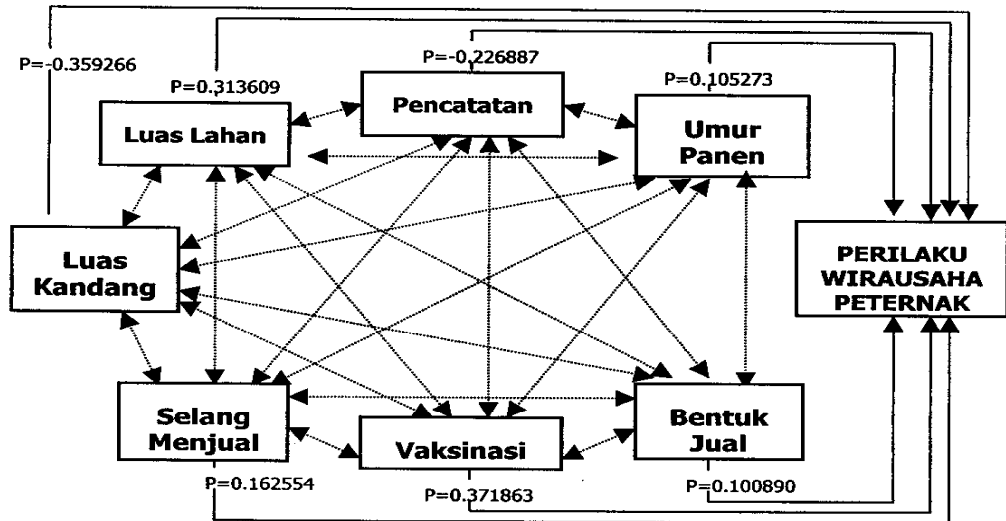 P=-0.359266
P=0.313609
P=-0.226887
P=0.105273
Luas Lahan
Pencatatan
Umur
Panen
Luas
Kandang
PERILAKU
WIRAUSAHA
PETERNAK
Selang
Menjual
Vaksinasi
Bentuk
Jual
P=0.162554
P=0.371863
P=0.100890